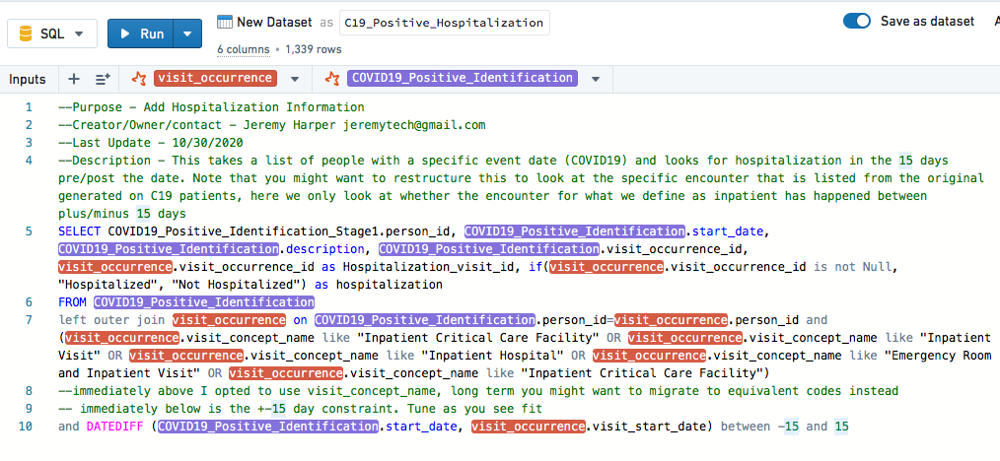 SQL
Run
New Dataset as C19_Positive_Hospitalization
Save as dataset
A
6 columns • 1,339 rows
Inputs
visit_occurrence
COVID19_Positive_Identification
1 --Purpose - Add Hospitalization Information
2 --Creator/Owner/contact - Jeremy Harper jeremytech@gmail.com
3 --Last Update - 10/30/2020
4 --Description - This takes a list of people with a specific event date (COVID19) and looks for hospitalization in the 15 days
pre/post the date. Note that you might want to restructure this to look at the specific encounter that is listed from the original
generated on C19 patients, here we only look at whether the encounter for what we define as inpatient has happened between
plus/minus 15 days
5 SELECT COVID19_Positive_Identification_Stage1.person_id, COVID19_Positive_Identification.start_date,
COVID19_Positive_Identification.description, COVID19_Positive_Identification.visit_occurrence_id,
visit_occurrence.visit_occurrence_id as Hospitalization_visit_id, if(visit_occurrence.visit_occurrence_id is not Null,
"Hospitalized", "Not Hospitalized") as hospitalization
6 FROM COVID19_Positive_Identification
7 left outer join visit_occurrence on COVID19_Positive_Identification.person_id=visit_occurrence.person_id and
(visit_occurrence.visit_concept_name like "Inpatient Critical Care Facility" OR visit_occurrence.visit_concept_name like "Inpatient
Visit" OR visit_occurrence.visit_concept_name like "Inpatient Hospital" OR visit_occurrence.visit_concept_name like "Emergency Room
and Inpatient Visit" OR visit_occurrence.visit_concept_name like "Inpatient Critical Care Facility")
8 --immediately above I opted to use visit_concept_name, long term you might want to migrate to equivalent codes instead
9 -- immediately below is the +-15 day constraint. Tune as you see fit
10 and DATEDIFF (COVID19_Positive_Identification.start_date, visit_occurrence.visit_start_date) between -15 and 15